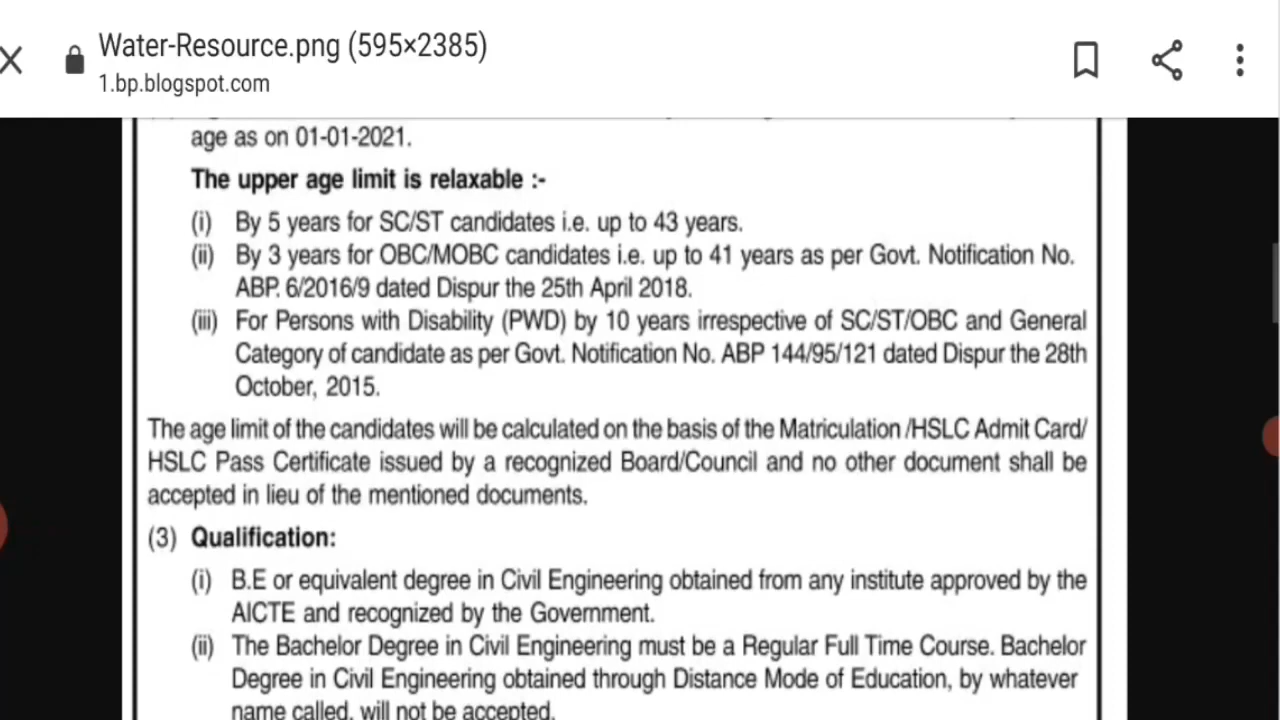 Water-Resource.png (595×2385)
1.bp.blogspot.com
age as on 01-01-2021.
The upper age limit is relaxable :-
(i) By 5 years for SC/ST candidates i.e. up to 43 years.
(ii) By 3 years for OBC/MOBC candidates i.e. up to 41 years as per Govt. Notification No.
ABP. 6/2016/9 dated Dispur the 25th April 2018.
(iii) For Persons with Disability (PWD) by 10 years irrespective of SC/ST/OBC and General
Category of candidate as per Govt. Notification No. ABP 144/95/121 dated Dispur the 28th
October, 2015.
The age limit of the candidates will be calculated on the basis of the Matriculation /HSLC Admit Card/
HSLC Pass Certificate issued by a recognized Board/Council and no other document shall be
accepted in lieu of the mentioned documents.
(3) Qualification:
(i) B.E or equivalent degree in Civil Engineering obtained from any institute approved by the
AICTE and recognized by the Government.
(ii) The Bachelor Degree in Civil Engineering must be a Regular Full Time Course. Bachelor
Degree in Civil Engineering obtained through Distance Mode of Education, by whatever
name called, will not be accepted.